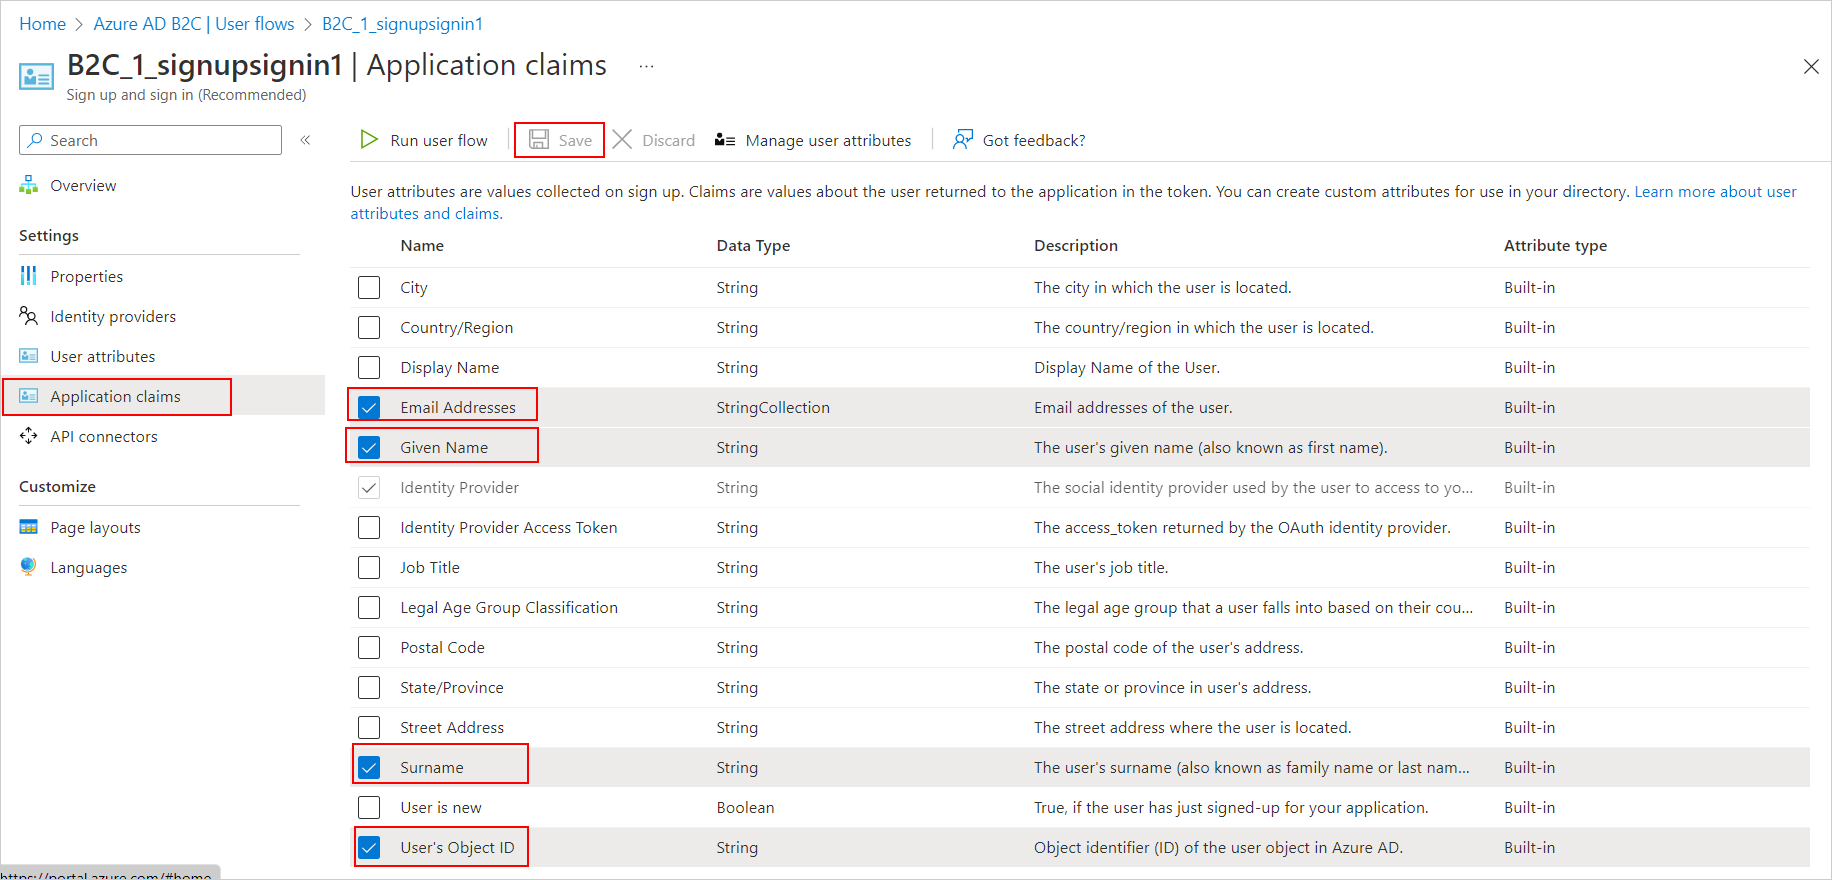 Home > Azure AD B2C | User flows > B2C_1_signupsignin1
B2C_1_signupsignin1 | Application claims ...
Sign up and sign in (Recommended)
Search
«
Run user flow
Save
Discard
Manage user attributes
Got feedback?
Overview
Settings
Properties
Identity providers
User attributes
Application claims
API connectors
Customize
Page layouts
Languages
User attributes are values collected on sign up. Claims are values about the user returned to the application in the token. You can create custom attributes for use in your directory. Learn more about user
attributes and claims.
Name Data Type Description Attribute type
City String The city in which the user is located. Built-in
Country/Region String The country/region in which the user is located. Built-in
Display Name String Display Name of the User. Built-in
Email Addresses StringCollection Email addresses of the user. Built-in
Given Name String The user's given name (also known as first name). Built-in
Identity Provider String The social identity provider used by the user to access to yo... Built-in
Identity Provider Access Token String The access_token returned by the OAuth identity provider. Built-in
Job Title String The user's job title. Built-in
Legal Age Group Classification String The legal age group that a user falls into based on their cou... Built-in
Postal Code String The postal code of the user's address. Built-in
State/Province String The state or province in user's address. Built-in
Street Address String The street address where the user is located. Built-in
Surname String The user's surname (also known as family name or last nam... Built-in
User is new Boolean True, if the user has just signed-up for your application. Built-in
User's Object ID String Object identifier (ID) of the user object in Azure AD. Built-in
https://portal.azure.com/#home